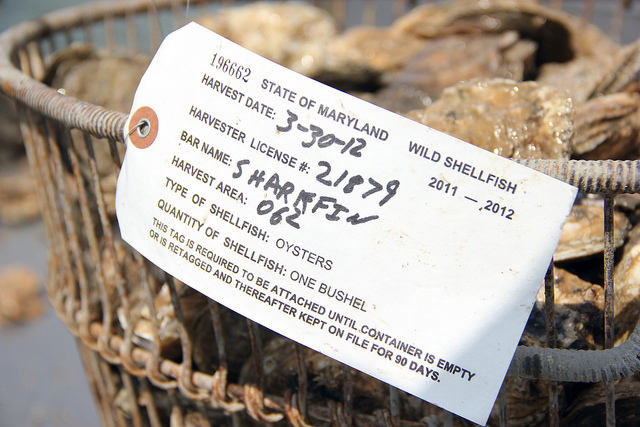 196662 STATE OF MARYLAND WILD SHELLFISH
HARVEST DATE: 3-30-12 2011 —, 2012
HARVESTER LICENSE #: 21879
BAR NAME: SHARKFIN
HARVEST AREA: 062
TYPE OF SHELLFISH: OYSTERS
QUANTITY OF SHELLFISH: ONE BUSHEL
THIS TAG IS REQUIRED TO BE ATTACHED UNTIL CONTAINER IS EMPTY
OR IS RETAGGED AND THEREAFTER KEPT ON FILE FOR 90 DAYS.